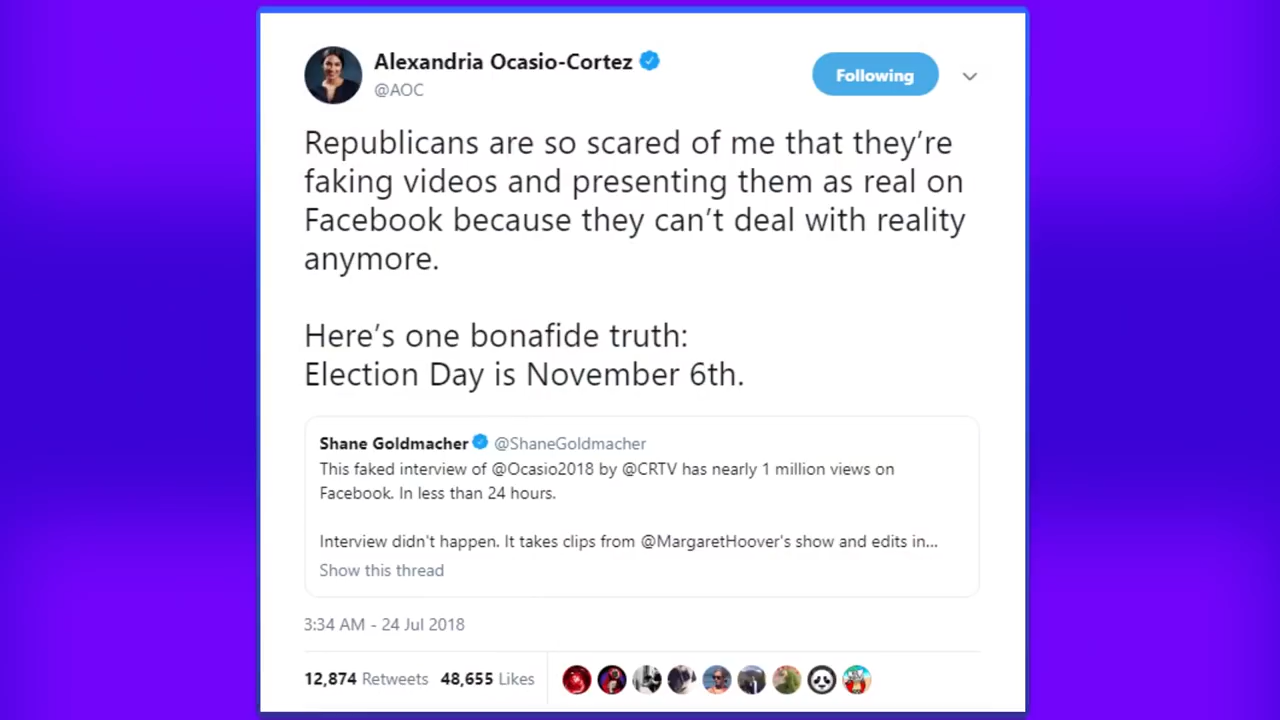 Alexandria Ocasio-Cortez
@AOC
Following
Republicans are so scared of me that they’re
faking videos and presenting them as real on
Facebook because they can’t deal with reality
anymore.
Here’s one bonafide truth:
Election Day is November 6th.
Shane Goldmacher @ShaneGoldmacher
This faked interview of @Ocasio2018 by @CRTV has nearly 1 million views on
Facebook. In less than 24 hours.
Interview didn't happen. It takes clips from @MargaretHoover's show and edits in...
Show this thread
3:34 AM - 24 Jul 2018
12,874 Retweets 48,655 Likes